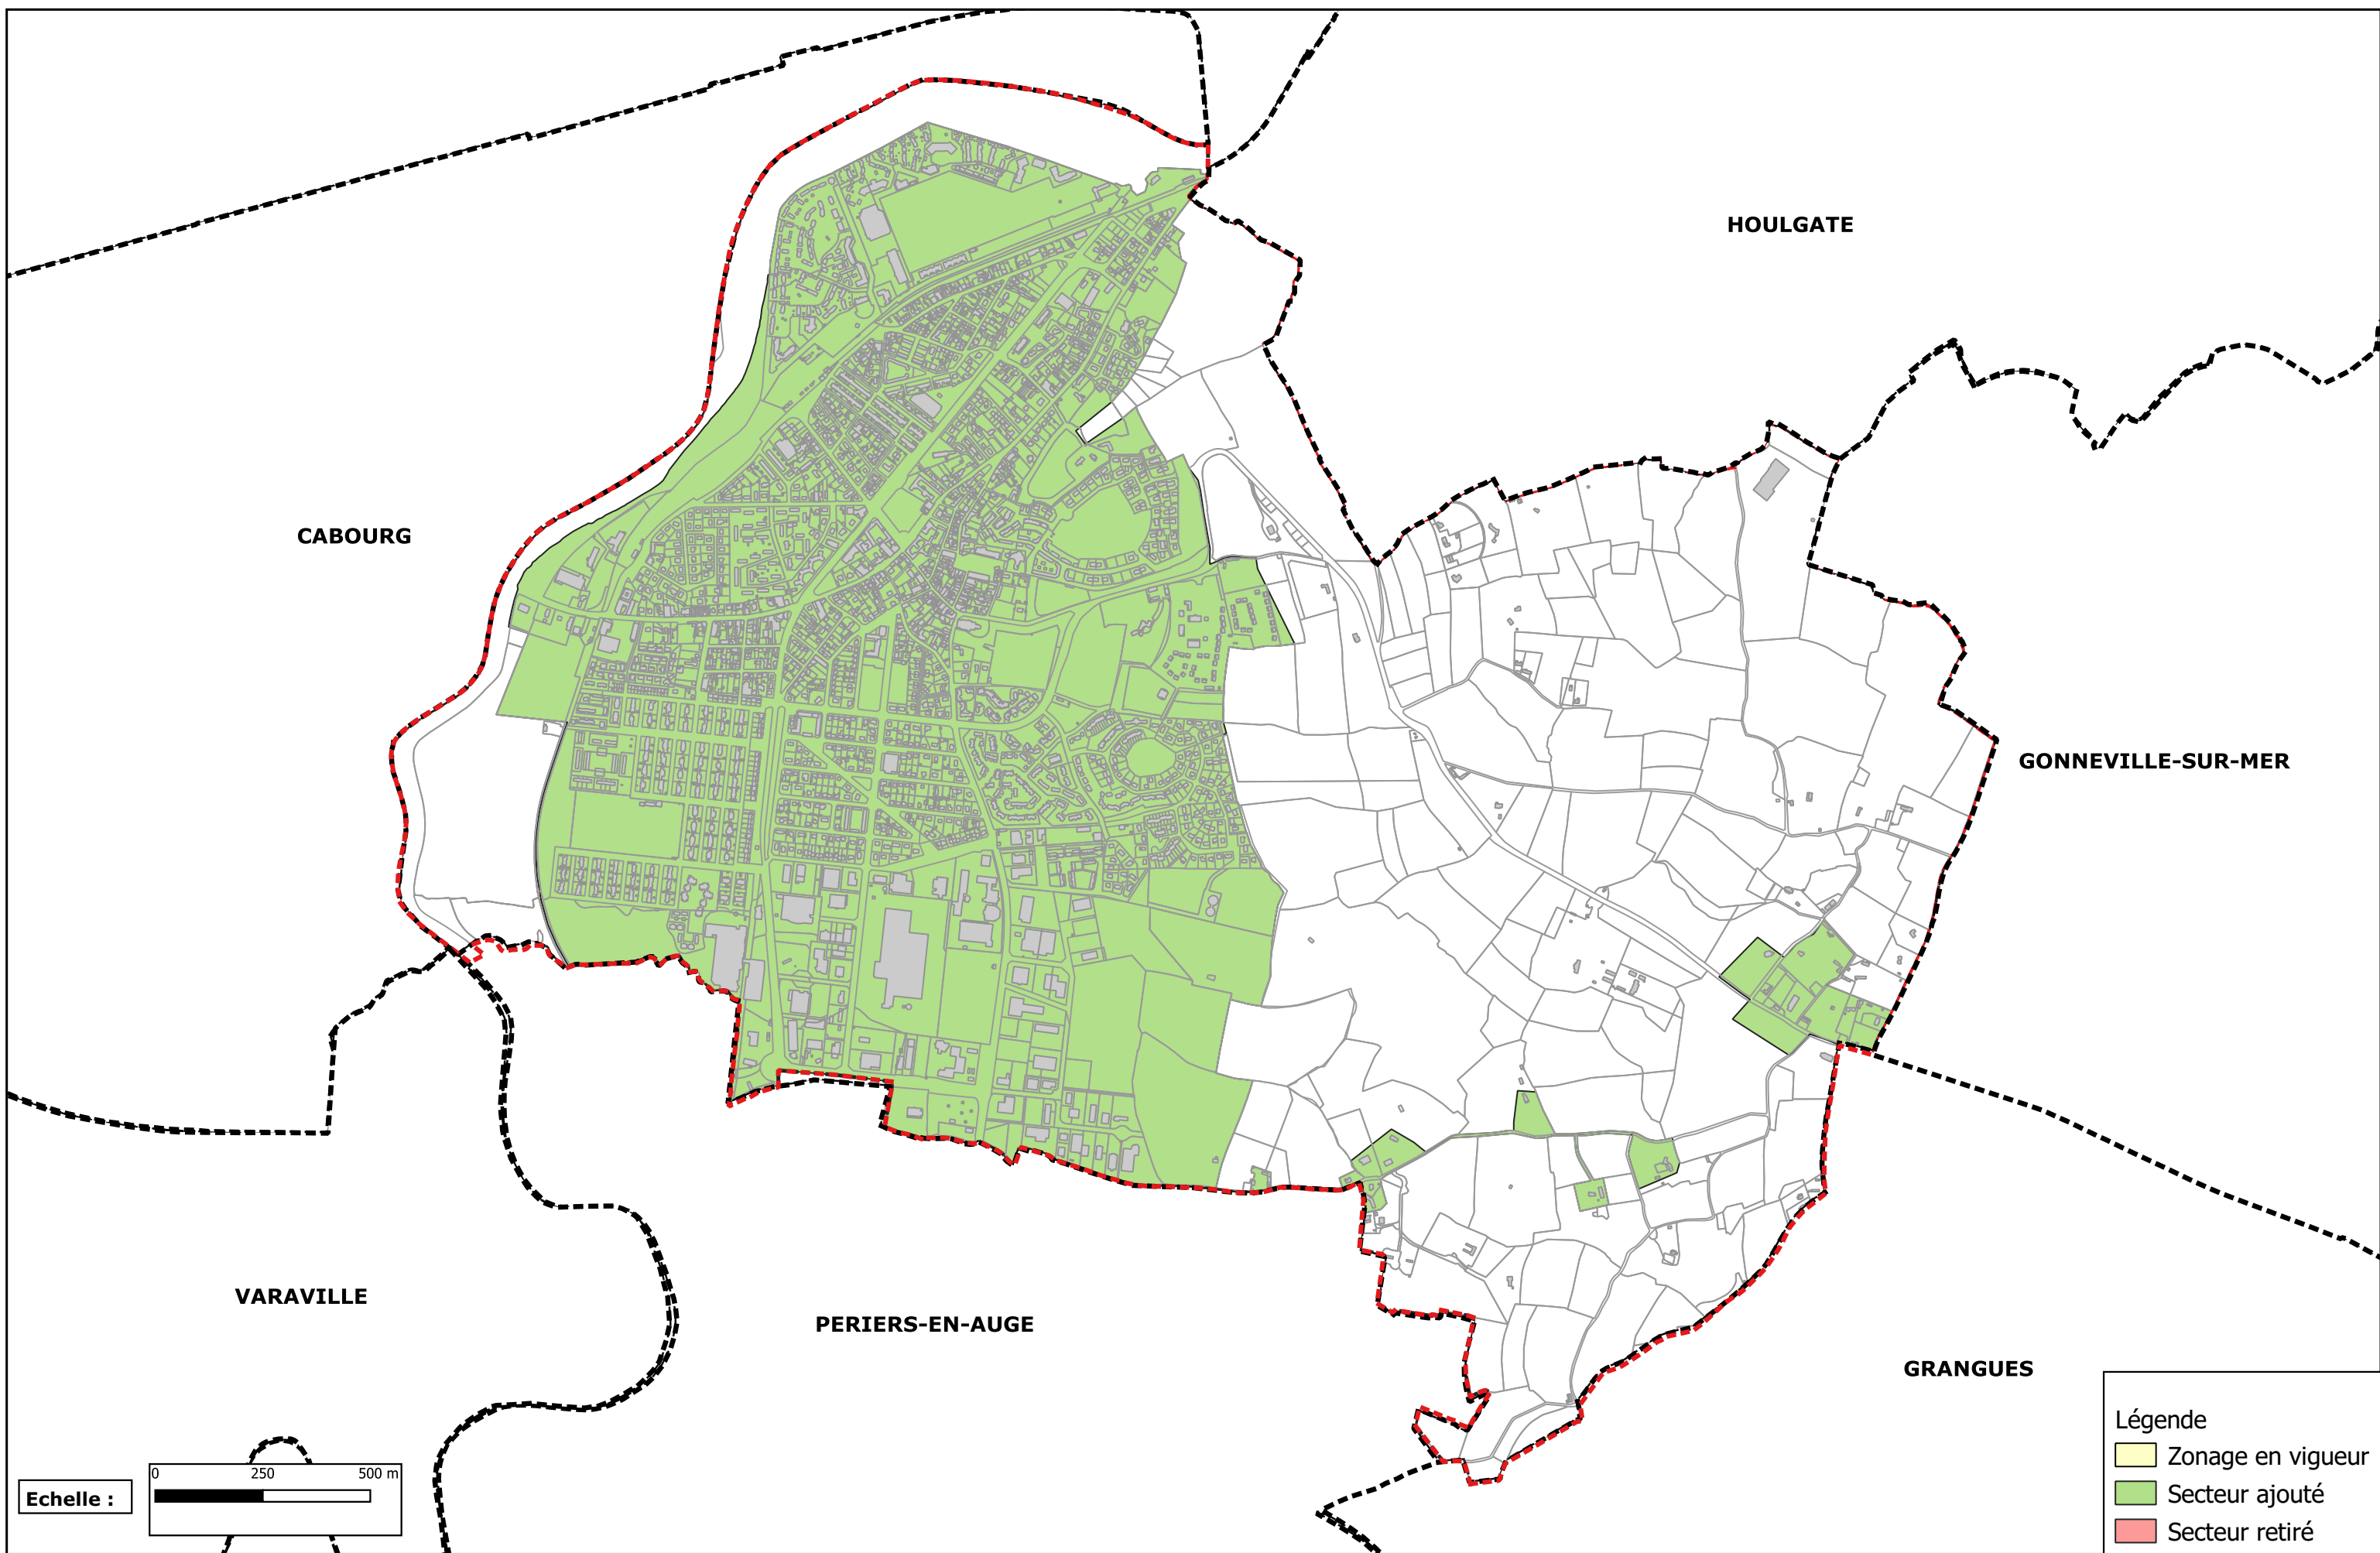 HOULGATE
CABOURG
GONNEVILLE-SUR-MER
VARAVILLE
PERIERS-EN-AUGE
GRANGUES
Echelle :
0 250 500 m
Légende
Zonage en vigueur
Secteur ajouté
Secteur retiré